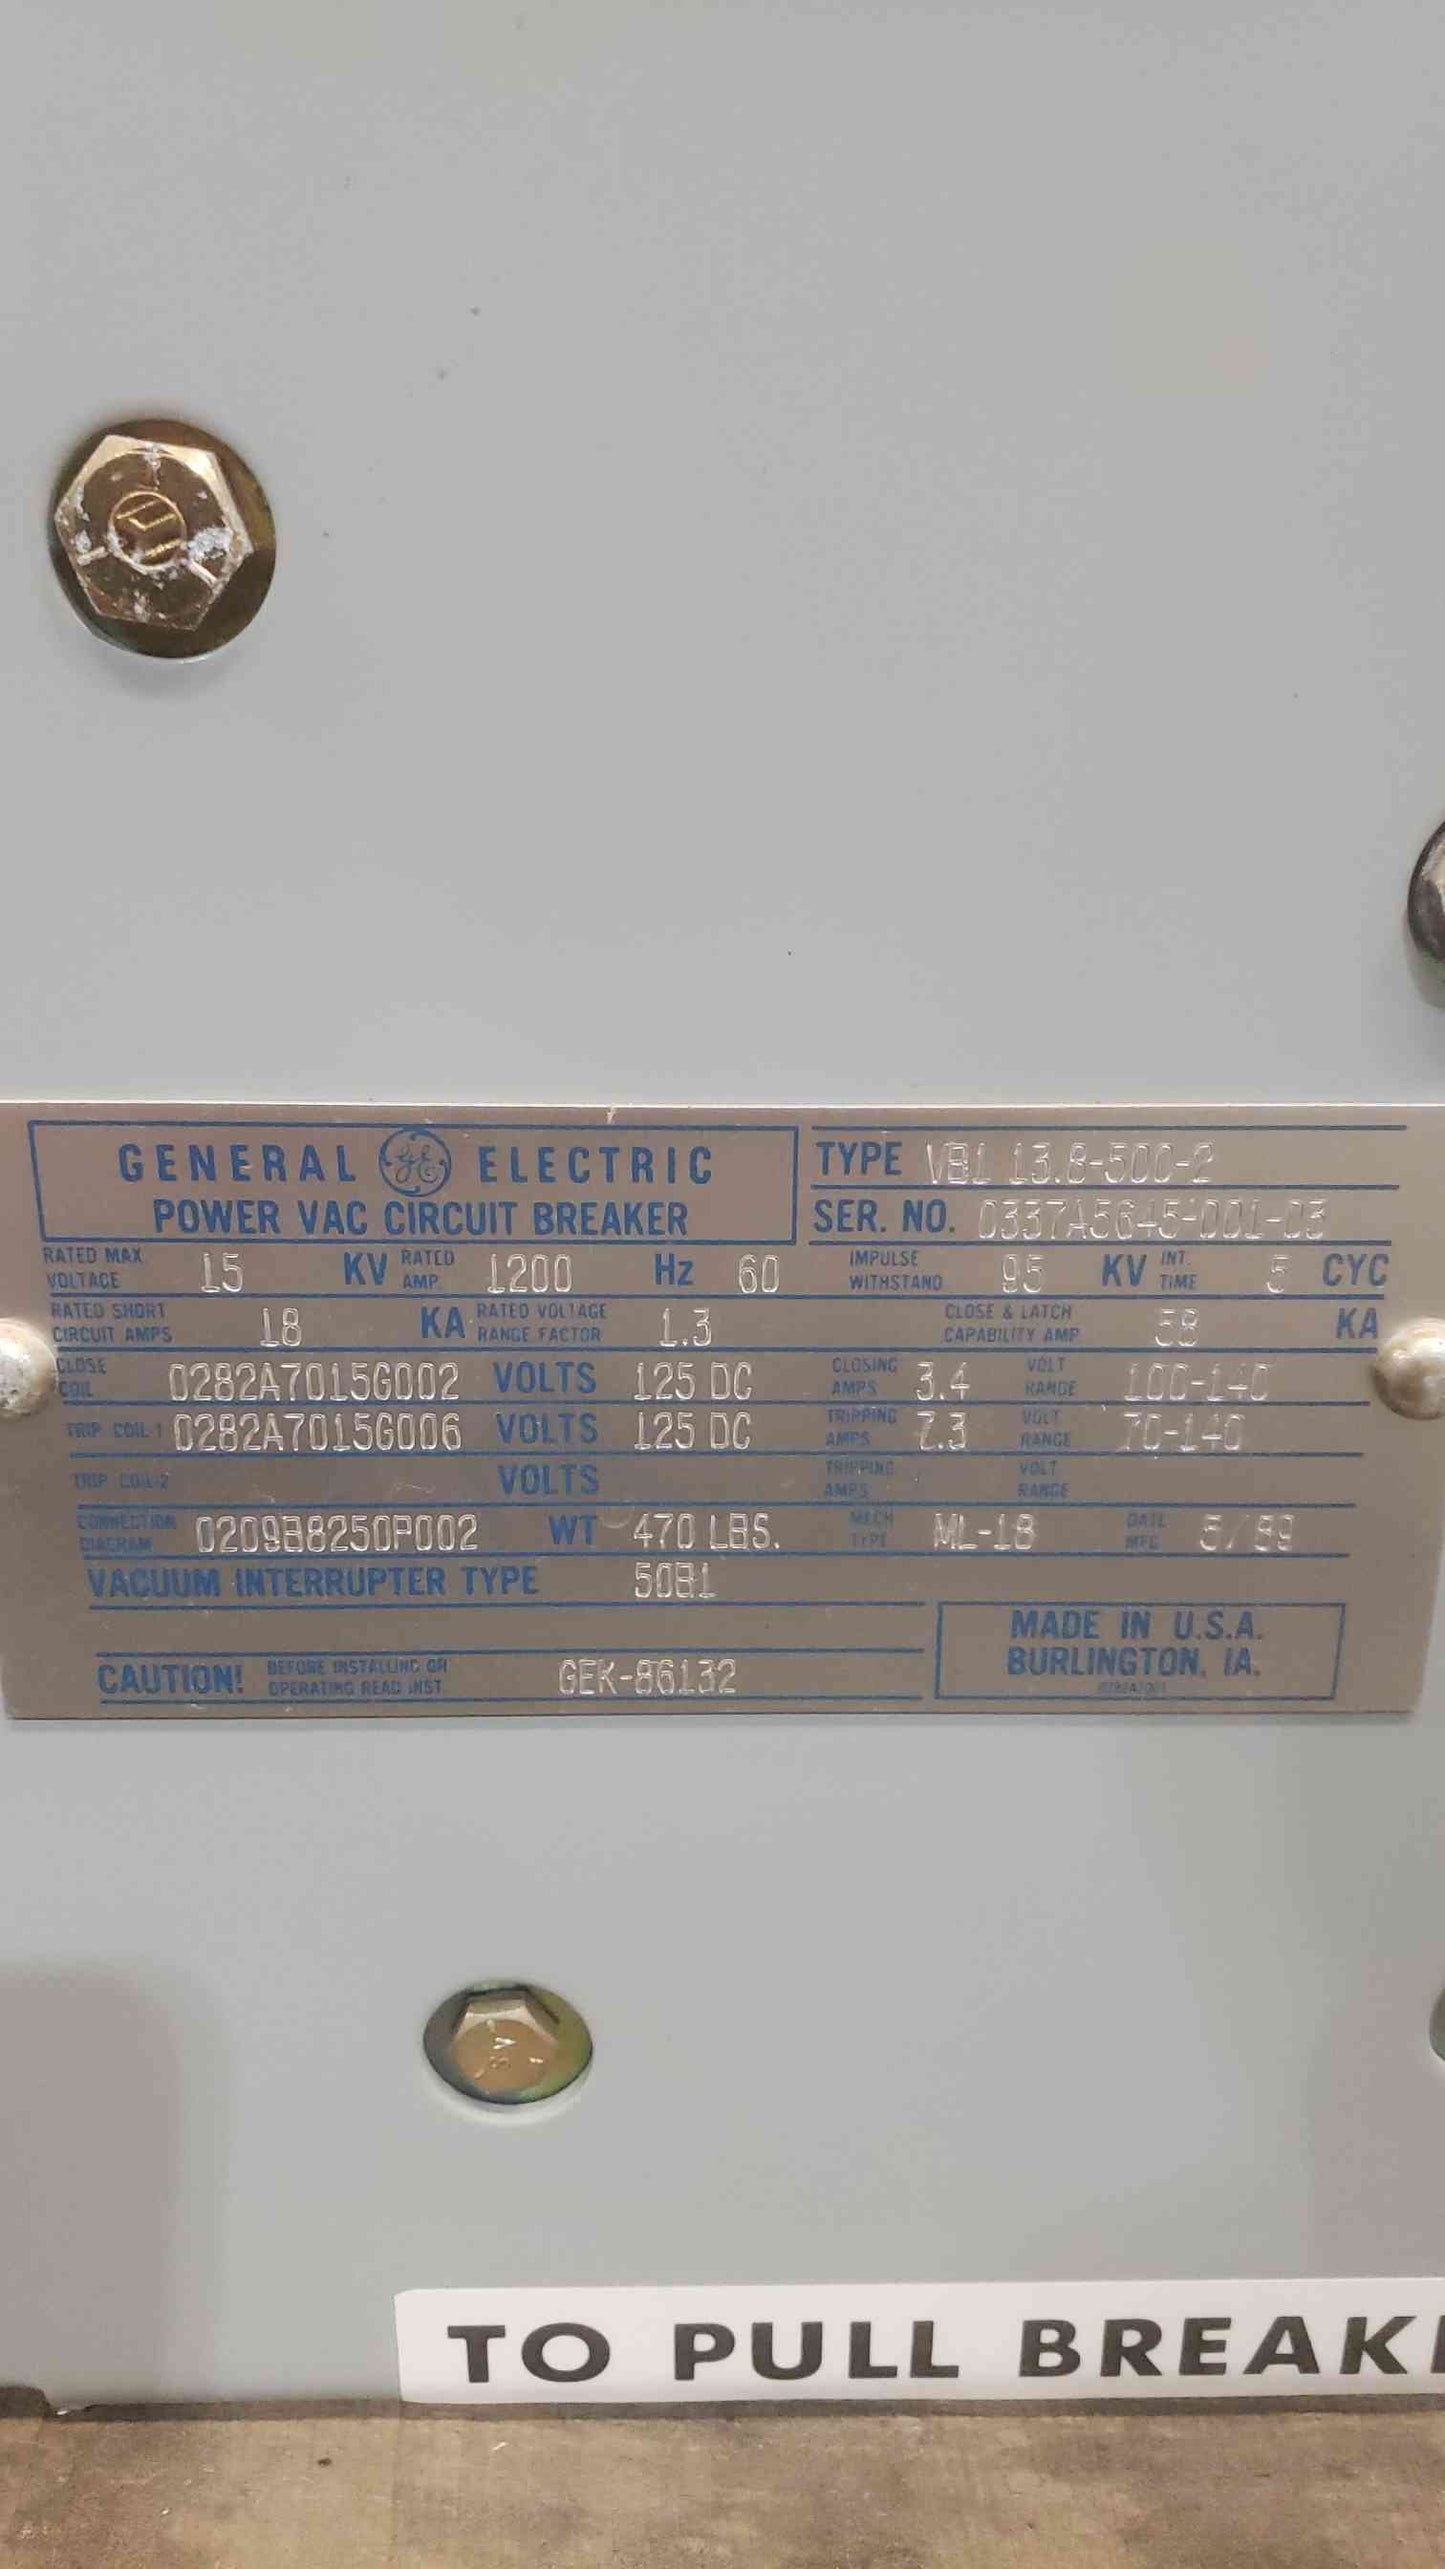 GENERAL GE ELECTRIC
POWER VAC CIRCUIT BREAKER
TYPE VB1 13.8-500-2
SER. NO. 0337A5645-001-03
RATED MAX VOLTAGE 15 KV RATED AMP. 1200 Hz 60 IMPULSE WITHSTAND 95 KV INT. TIME 5 CYC
RATED SHORT CIRCUIT AMPS 18 KA RATED VOLTAGE RANGE FACTOR 1.3 CLOSE & LATCH CAPABILITY AMP 58 KA
CLOSE COIL 0282A7015G002 VOLTS 125 DC CLOSING AMPS 3.4 VOLT RANGE 100-140
TRIP COIL-1 0282A7015G006 VOLTS 125 DC TRIPPING AMPS 7.3 VOLT RANGE 70-140
TRIP COIL-2 VOLTS TRIPPING AMPS VOLT RANGE
CONNECTION DIAGRAM 0209B8250P002 WT 470 LBS. MECH TYPE ML-18 DATE MFG 5/89
VACUUM INTERRUPTER TYPE 50B1
CAUTION! BEFORE INSTALLING OR OPERATING READ INST. GEK-86132
MADE IN U.S.A.
BURLINGTON, IA.
TO PULL BREAK